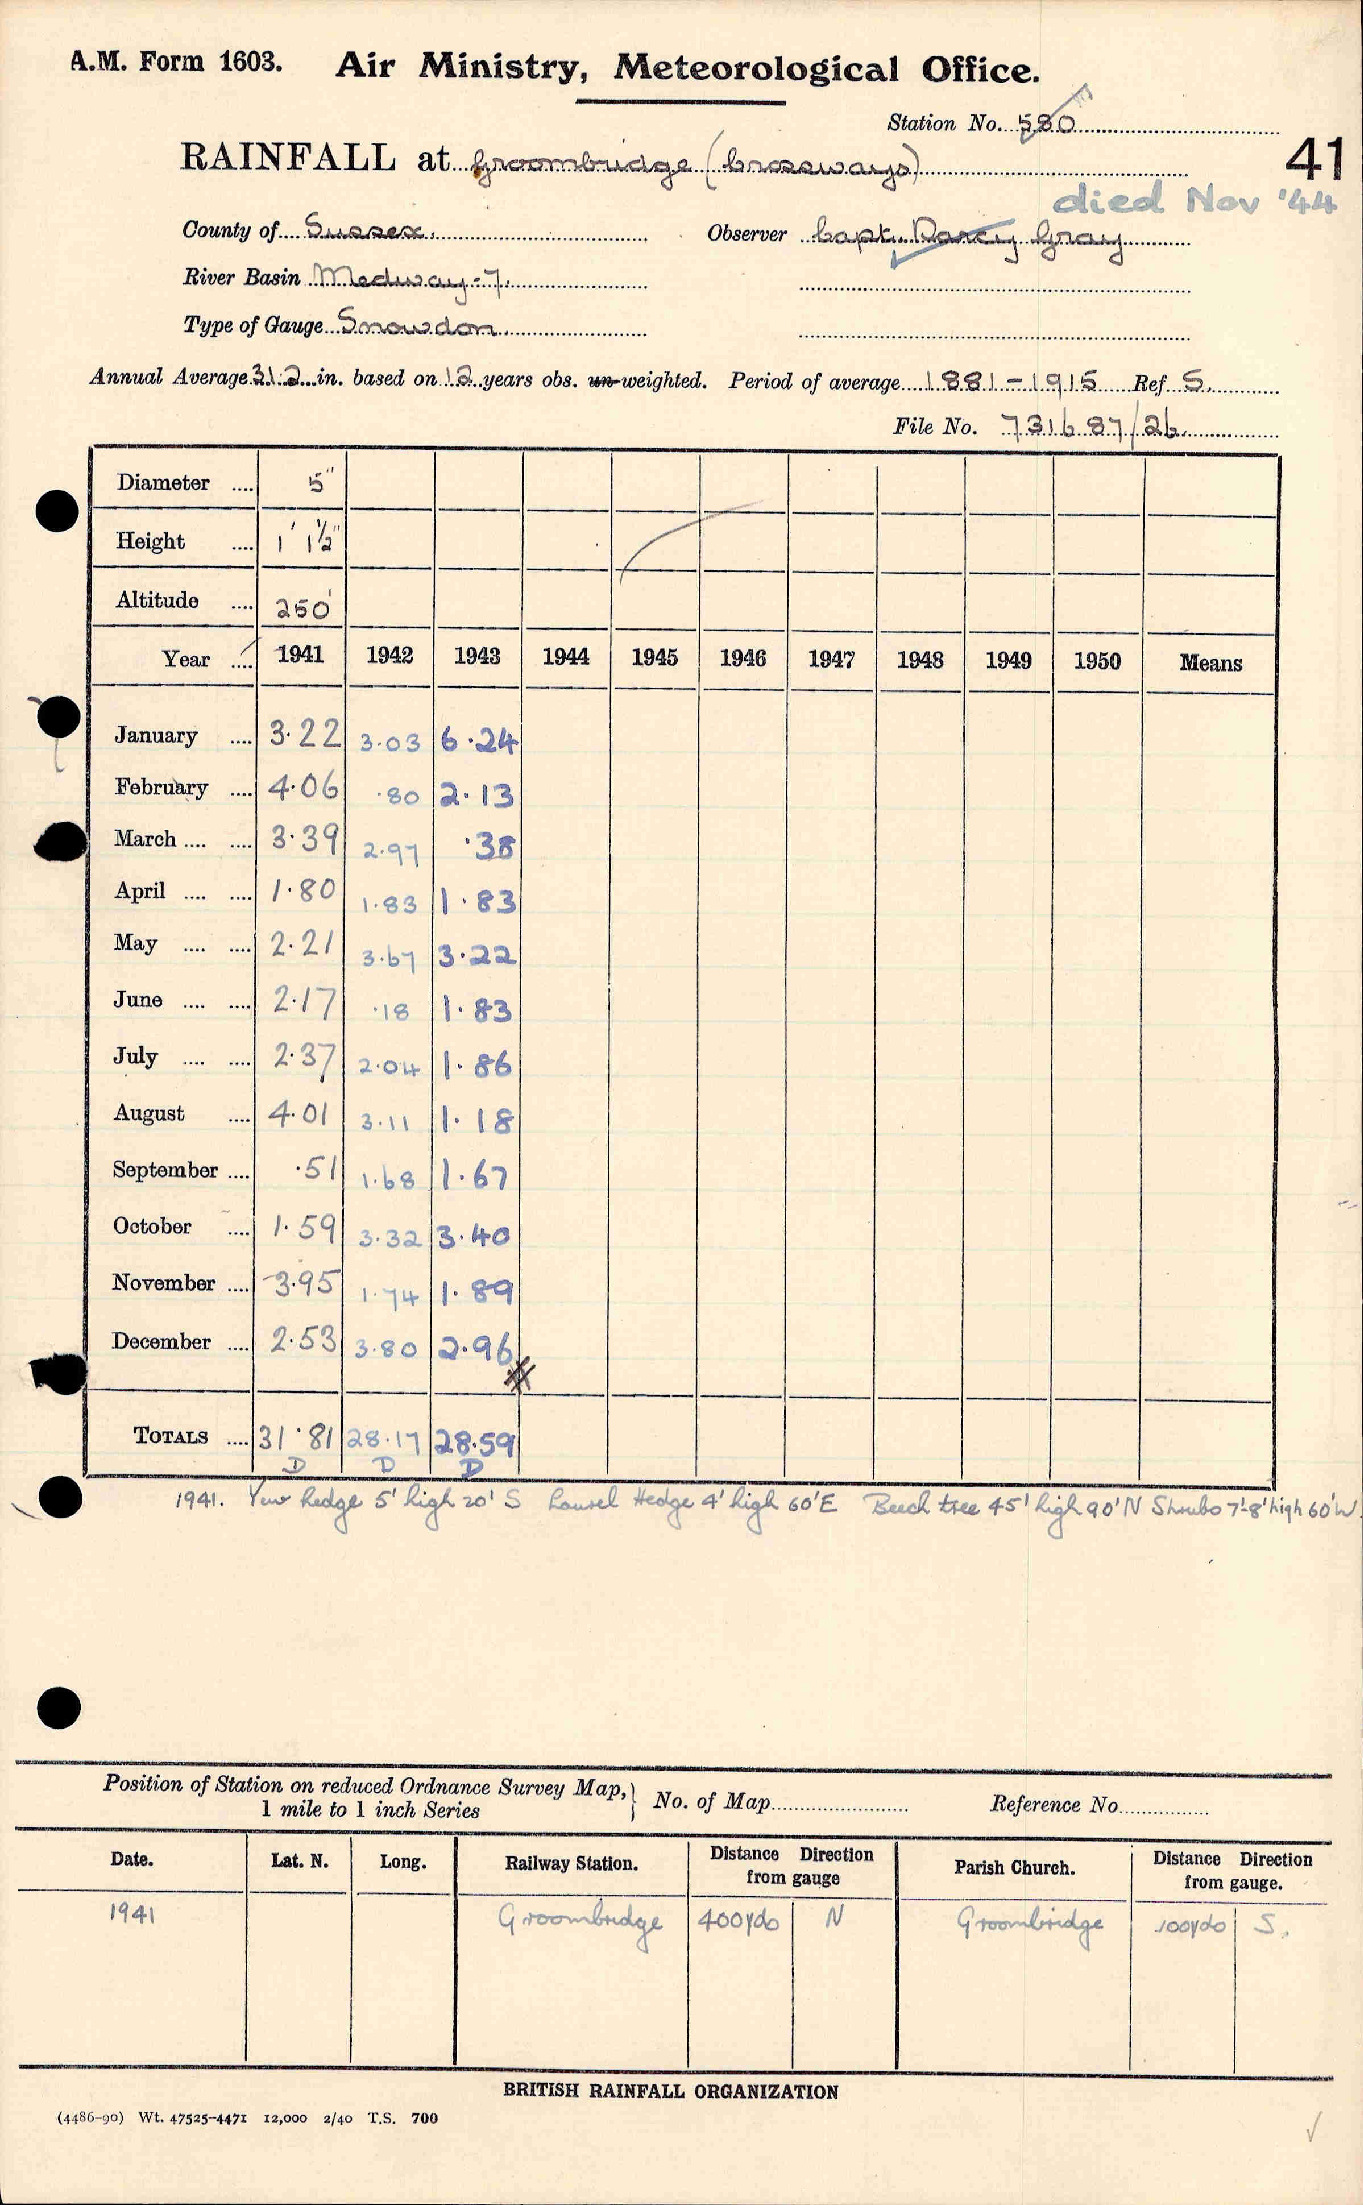 A.M. Form 1603. Air Ministry, Meteorological Office.
Station No. 580
41
RAINFALL at Groombridge (Crossways)
died Nov '44
County of Sussex. Observer Capt. Darcy Gray
River Basin Medway-7.
Type of Gauge Snowdon
Annual Average 31.2 in. based on 12 years obs. un-weighted. Period of average 1881-1915 Ref S.
File No. 731687/26
Diameter .... 5"
Height .... 1' 1½"
Altitude .... 250'
Year .... 1941 1942 1943 1944 1945 1946 1947 1948 1949 1950 Means
January .... 3.22 3.03 6.24
February .... 4.06 .80 2.13
March .... .... 3.39 2.97 .38
April .... .... 1.80 1.83 1.83
May .... .... 2.21 3.67 3.22
June .... .... 2.17 .18 1.83
July .... .... 2.37 2.04 1.86
August .... 4.01 3.11 1.18
September .... .51 1.68 1.67
October .... 1.59 3.32 3.40
November .... 3.95 1.74 1.89
December .... 2.53 3.80 2.96
TOTALS .... 31.81 28.17 28.59
D D D
1941. Yew hedge 5' high 20' S Laurel Hedge 4' high 60' E Beech tree 45' high 90' N Shrubs 7'-8' high 60' W.
Position of Station on reduced Ordnance Survey Map, } No. of Map Reference No.
1 mile to 1 inch Series
Date. Lat. N. Long. Railway Station. Distance Direction from gauge Parish Church. Distance Direction from gauge.
1941 Groombridge 400 yds N Groombridge 100 yds S.
BRITISH RAINFALL ORGANIZATION
(4486-90) Wt. 47525-4471 12,000 2/40 T.S. 700